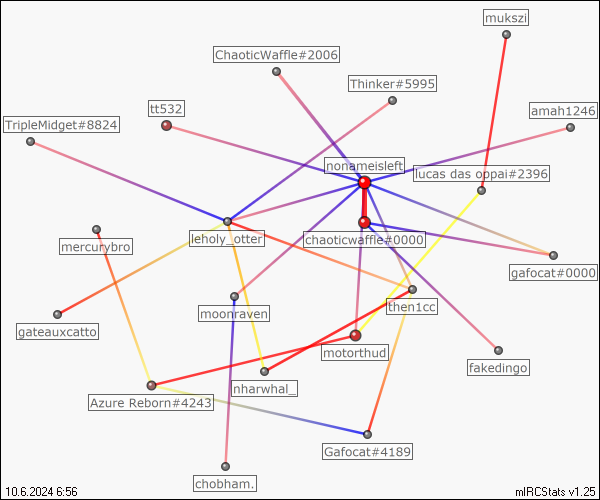 mukszi
ChaoticWaffle#2006
Thinker#5995
tt532
amah1246
TripleMidget#8824
nonameisleft
lucas das oppai#2396
leholy_otter
chaoticwaffle#0000
mercurybro
gafocat#0000
then1cc
moonraven
gateauxcatto
motorthud
fakedingo
nharwhal_
Azure Reborn#4243
Gafocat#4189
chobham.
10.6.2024 6:56
mIRCStats v1.25